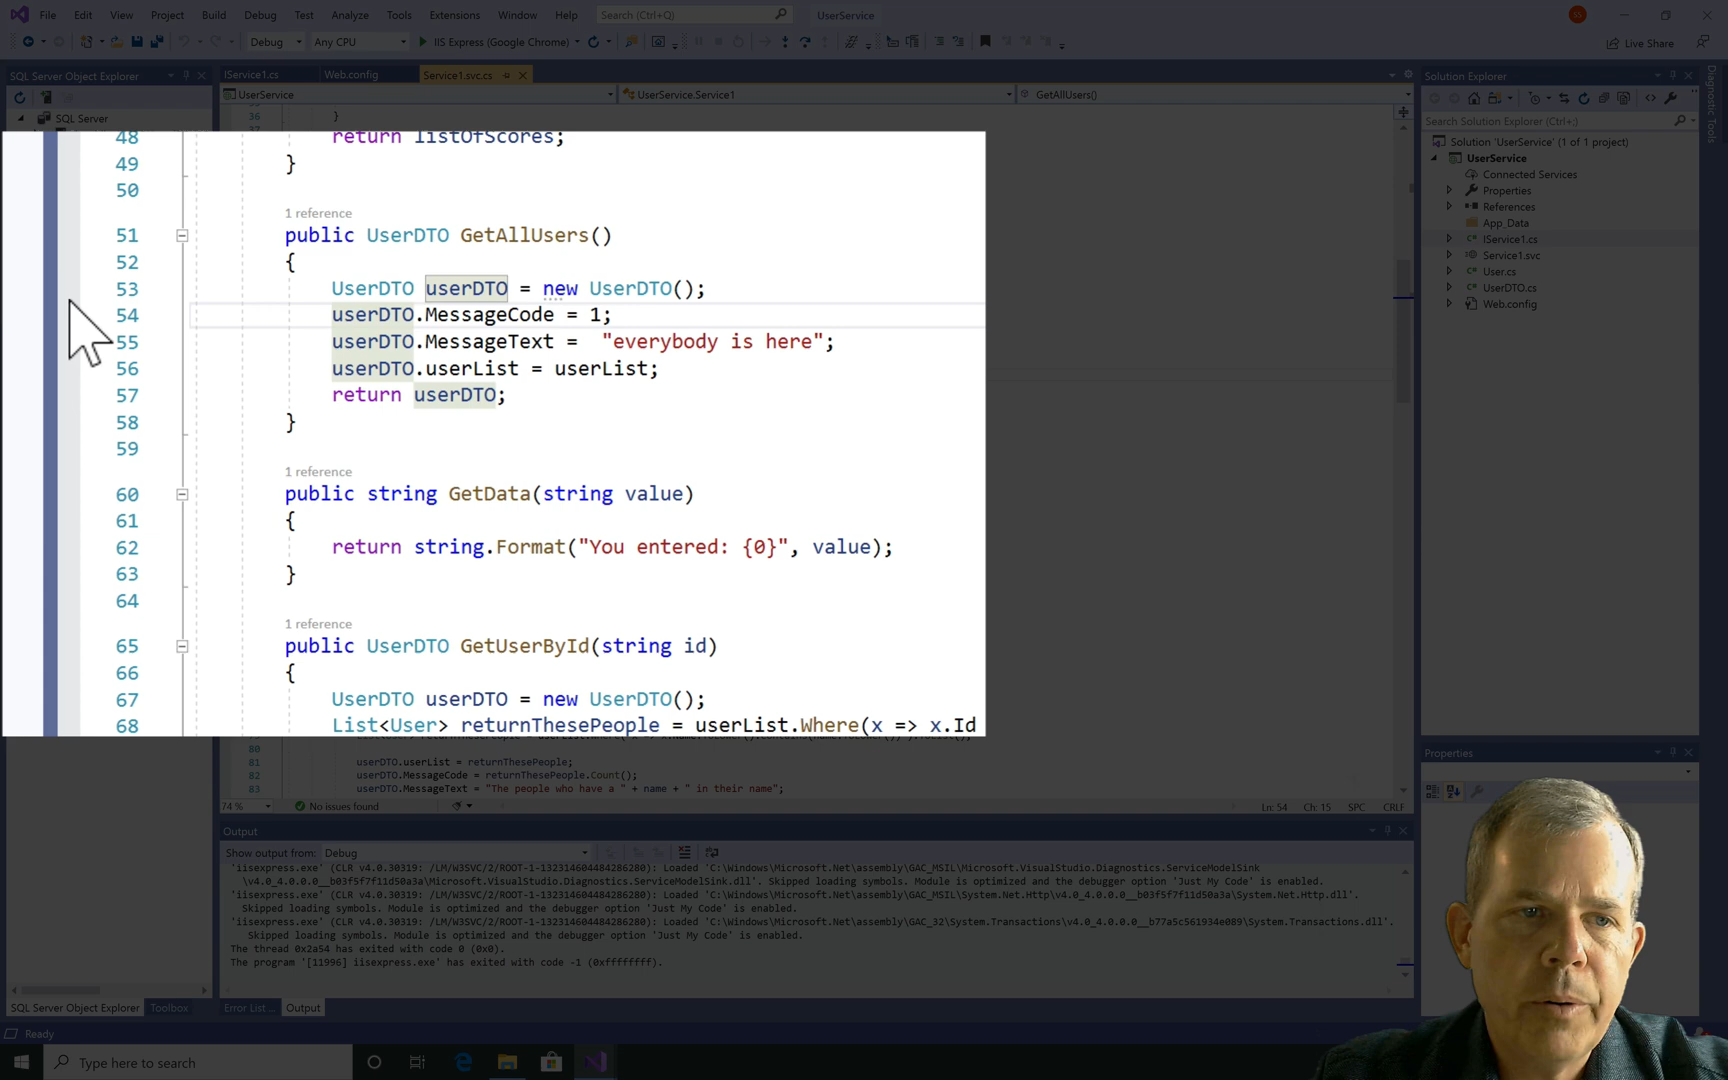 File Edit View Project Build Debug Test Analyze Tools Extensions Window Help Search (Ctrl+Q) UserService SS
Debug Any CPU IIS Express (Google Chrome) Live Share
SQL Server Object Explorer
IService1.cs Web.config Service1.svc.cs
UserService UserService.Service1 GetAllUsers()
SQL Server
36 }
48 return listOfScores;
49 }
50
1 reference
51 public UserDTO GetAllUsers()
52 {
53 UserDTO userDTO = new UserDTO();
54 userDTO.MessageCode = 1;
55 userDTO.MessageText = "everybody is here";
56 userDTO.userList = userList;
57 return userDTO;
58 }
59
1 reference
60 public string GetData(string value)
61 {
62 return string.Format("You entered: {0}", value);
63 }
64
1 reference
65 public UserDTO GetUserById(string id)
66 {
67 UserDTO userDTO = new UserDTO();
68 List<User> returnThesePeople = userList.Where(x => x.Id
80
81 userDTO.userList = returnThesePeople;
82 userDTO.MessageCode = returnThesePeople.Count();
83 userDTO.MessageText = "The people who have a " + name + " in their name";
74 % No issues found Ln: 54 Ch: 15 SPC CRLF
Output
Show output from: Debug
'iisexpress.exe' (CLR v4.0.30319: /LM/W3SVC/2/ROOT-1-132314604484286280): Loaded 'C:\Windows\Microsoft.Net\assembly\GAC_MSIL\Microsoft.VisualStudio.Diagnostics.ServiceModelSink
\v4.0_4.0.0.0__b03f5f7f11d50a3a\Microsoft.VisualStudio.Diagnostics.ServiceModelSink.dll'. Skipped loading symbols. Module is optimized and the debugger option 'Just My Code' is enabled.
'iisexpress.exe' (CLR v4.0.30319: /LM/W3SVC/2/ROOT-1-132314604484286280): Loaded 'C:\Windows\Microsoft.Net\assembly\GAC_MSIL\System.Net.Http\v4.0_4.0.0.0__b03f5f7f11d50a3a\System.Net.Http.dll'.
Skipped loading symbols. Module is optimized and the debugger option 'Just My Code' is enabled.
'iisexpress.exe' (CLR v4.0.30319: /LM/W3SVC/2/ROOT-1-132314604484286280): Loaded 'C:\Windows\Microsoft.Net\assembly\GAC_32\System.Transactions\v4.0_4.0.0.0__b77a5c561934e089\System.Transactions.dll'.
Skipped loading symbols. Module is optimized and the debugger option 'Just My Code' is enabled.
The thread 0x2a54 has exited with code 0 (0x0).
The program '[11996] iisexpress.exe' has exited with code -1 (0xffffffff).
SQL Server Object Explorer Toolbox Error List ... Output
Ready
Type here to search
Solution Explorer
Search Solution Explorer (Ctrl+;)
Solution 'UserService' (1 of 1 project)
UserService
Connected Services
Properties
References
App_Data
IService1.cs
Service1.svc
User.cs
UserDTO.cs
Web.config
Properties
Diagnostic Tools